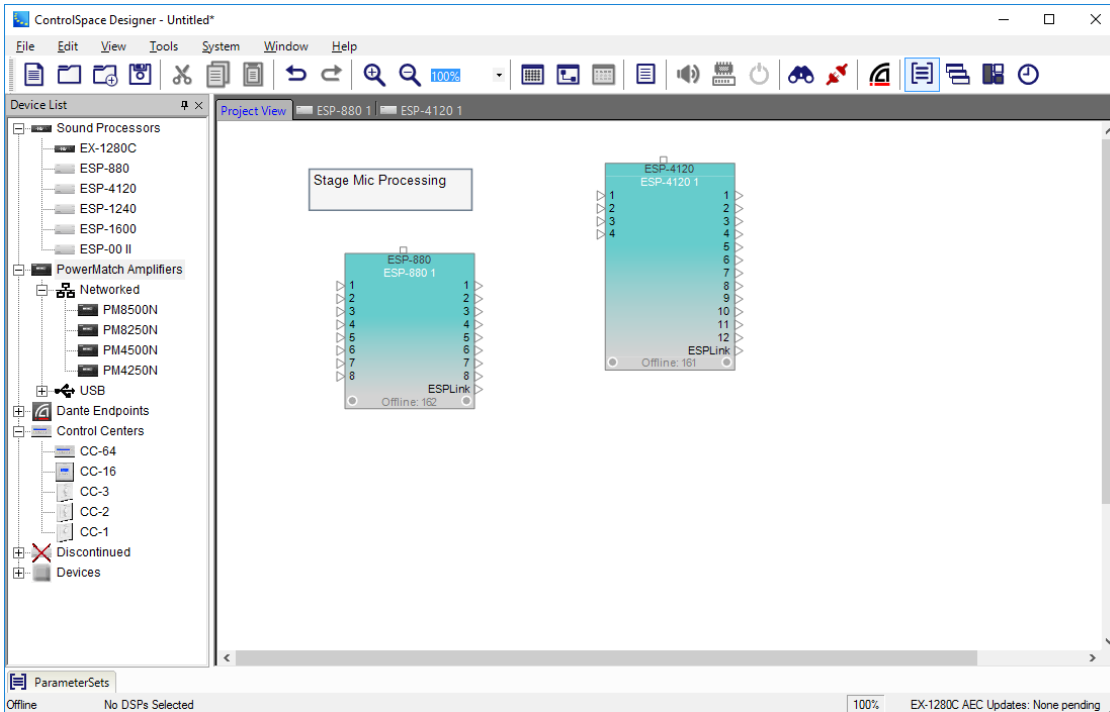 ControlSpace Designer - Untitled*
File Edit View Tools System Window Help
100%
Device List
Project View ESP-880 1 ESP-4120 1
Sound Processors
EX-1280C
ESP-880
ESP-4120
ESP-1240
ESP-1600
ESP-00 II
PowerMatch Amplifiers
Networked
PM8500N
PM8250N
PM4500N
PM4250N
USB
Dante Endpoints
Control Centers
CC-64
CC-16
CC-3
CC-2
CC-1
Discontinued
Devices
Stage Mic Processing
ESP-880
ESP-880 1
1 1
2 2
3 3
4 4
5 5
6 6
7 7
8 8
ESPLink
Offline: 162
ESP-4120
ESP-4120 1
1 1
2 2
3 3
4 4
5
6
7
8
9
10
11
12
ESPLink
Offline: 161
ParameterSets
Offline No DSPs Selected 100% EX-1280C AEC Updates: None pending